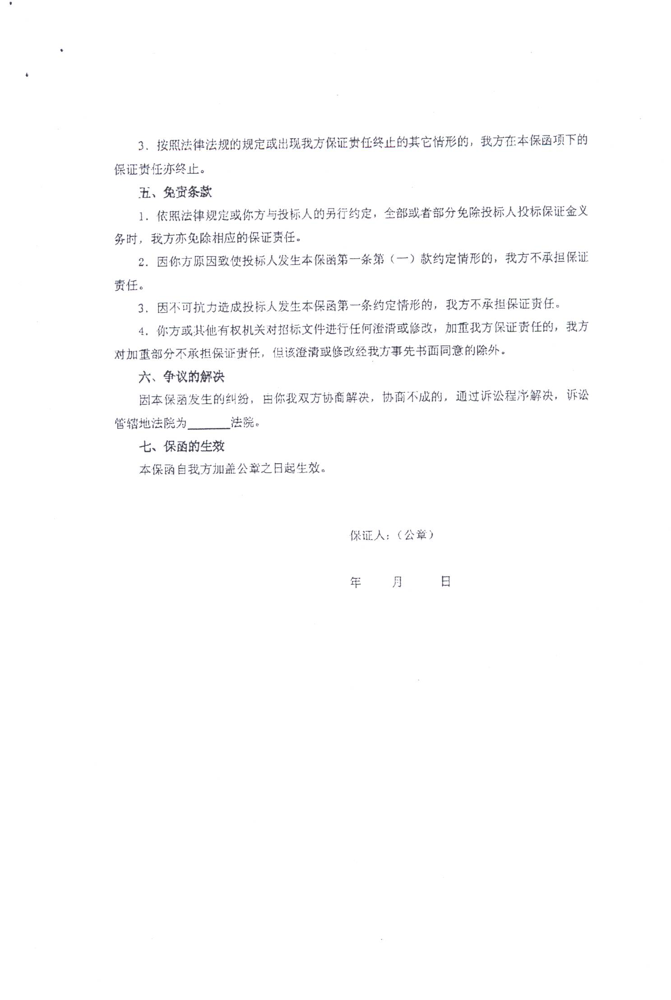 3. 按照法律法规的规定或出现我方保证责任终止的其它情形的，我方在本保函项下的
保证责任亦终止。
五、免责条款
1. 依照法律规定或你方与投标人的另行约定，全部或者部分免除投标人投标保证金义
务时，我方亦免除相应的保证责任。
2. 因你方原因致使投标人发生本保函第一条第（一）款约定情形的，我方不承担保证
责任。
3. 因不可抗力造成投标人发生本保函第一条约定情形的，我方不承担保证责任。
4. 你方或其他有权机关对招标文件进行任何澄清或修改，加重我方保证责任的，我方
对加重部分不承担保证责任，但该澄清或修改经我方事先书面同意的除外。
六、争议的解决
因本保函发生的纠纷，由你我双方协商解决，协商不成的，通过诉讼程序解决，诉讼
管辖地法院为_______法院。
七、保函的生效
本保函自我方加盖公章之日起生效。
保证人：（公章）
年 月 日